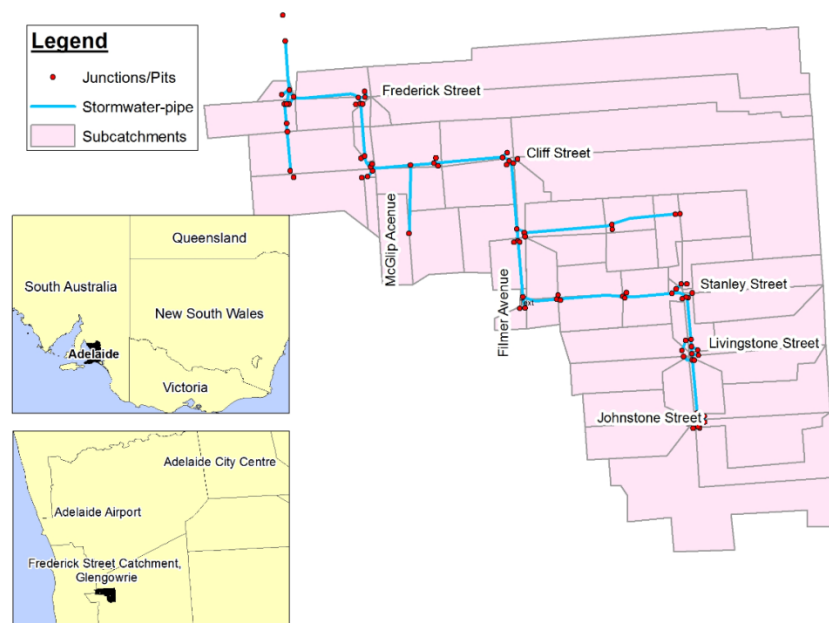 Legend
Junctions/Pits
Stormwater-pipe
Subcatchments
Frederick Street
Cliff Street
McGlip Acenue
Filmer Avenue
Stanley Street
Livingstone Street
Johnstone Street
Queensland
South Australia
New South Wales
Adelaide
Victoria
Adelaide City Centre
Adelaide Airport
Frederick Street Catchment,
Glengowrie